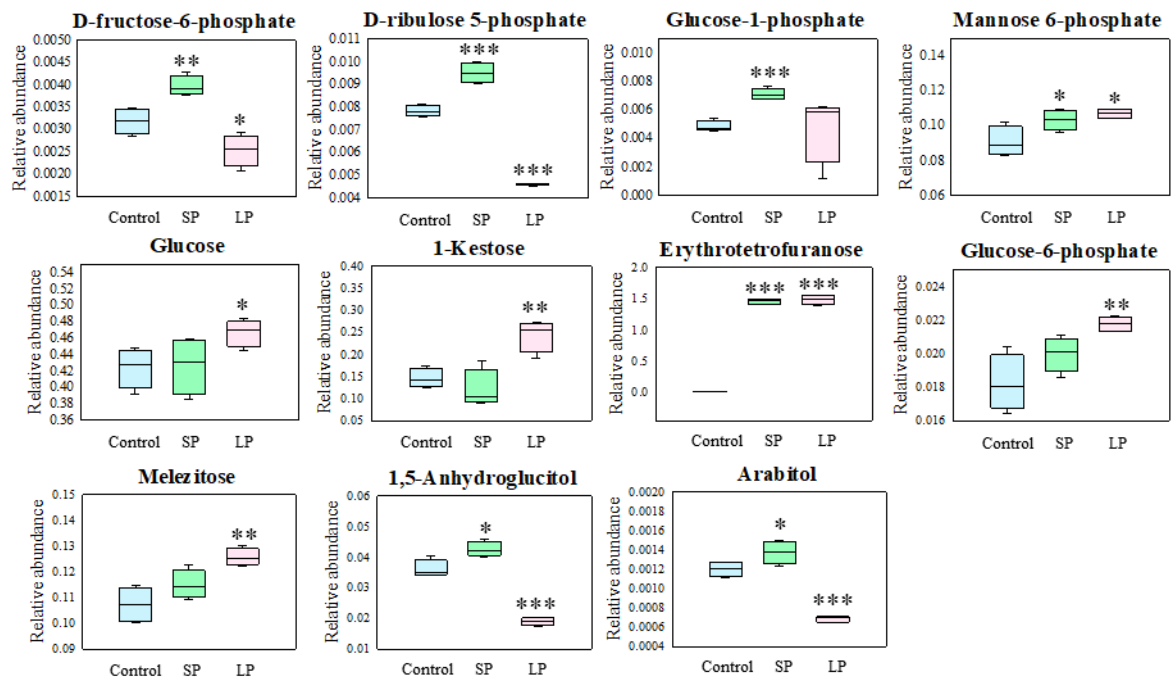 D-fructose-6-phosphate
Relative abundance
0.0050
0.0045
0.0040
0.0035
0.0030
0.0025
0.0020
0.0015
**
*
Control SP LP
D-ribulose 5-phosphate
Relative abundance
0.011
0.010
0.009
0.008
0.007
0.006
0.005
0.004
***
***
Control SP LP
Glucose-1-phosphate
Relative abundance
0.010
0.008
0.006
0.004
0.002
0.000
***
Control SP LP
Mannose 6-phosphate
Relative abundance
0.14
0.12
0.10
0.08
0.06
* *
Control SP LP
Glucose
Relative abundance
0.54
0.52
0.50
0.48
0.46
0.44
0.42
0.40
0.38
0.36
*
Control SP LP
1-Kestose
Relative abundance
0.40
0.35
0.30
0.25
0.20
0.15
0.10
0.05
**
Control SP LP
Erythrotetrofuranose
Relative abundance
2.0
1.5
1.0
0.5
0.0
*** ***
Control SP LP
Glucose-6-phosphate
Relative abundance
0.024
0.022
0.020
0.018
0.016
**
Control SP LP
Melezitose
Relative abundance
0.15
0.14
0.13
0.12
0.11
0.10
0.09
**
Control SP LP
1,5-Anhydroglucitol
Relative abundance
0.06
0.05
0.04
0.03
0.02
0.01
*
***
Control SP LP
Arabitol
Relative abundance
0.0020
0.0018
0.0016
0.0014
0.0012
0.0010
0.0008
0.0006
0.0004
*
***
Control SP LP